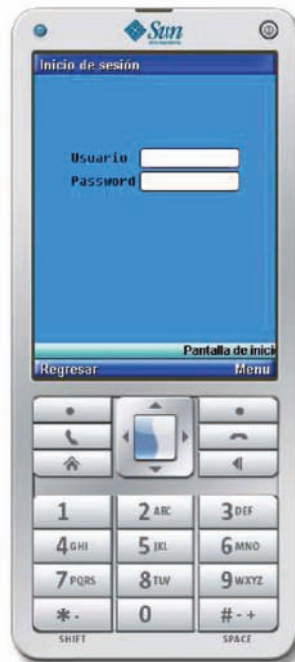 Sun
Inicio de sesión
Usuario
Password
Pantalla de inici
Regresar Menu
1 2 ABC 3 DEF
4 GHI 5 JKL 6 MNO
7 PQRS 8 TUV 9 WXYZ
* . 0 # - +
SHIFT SPACE